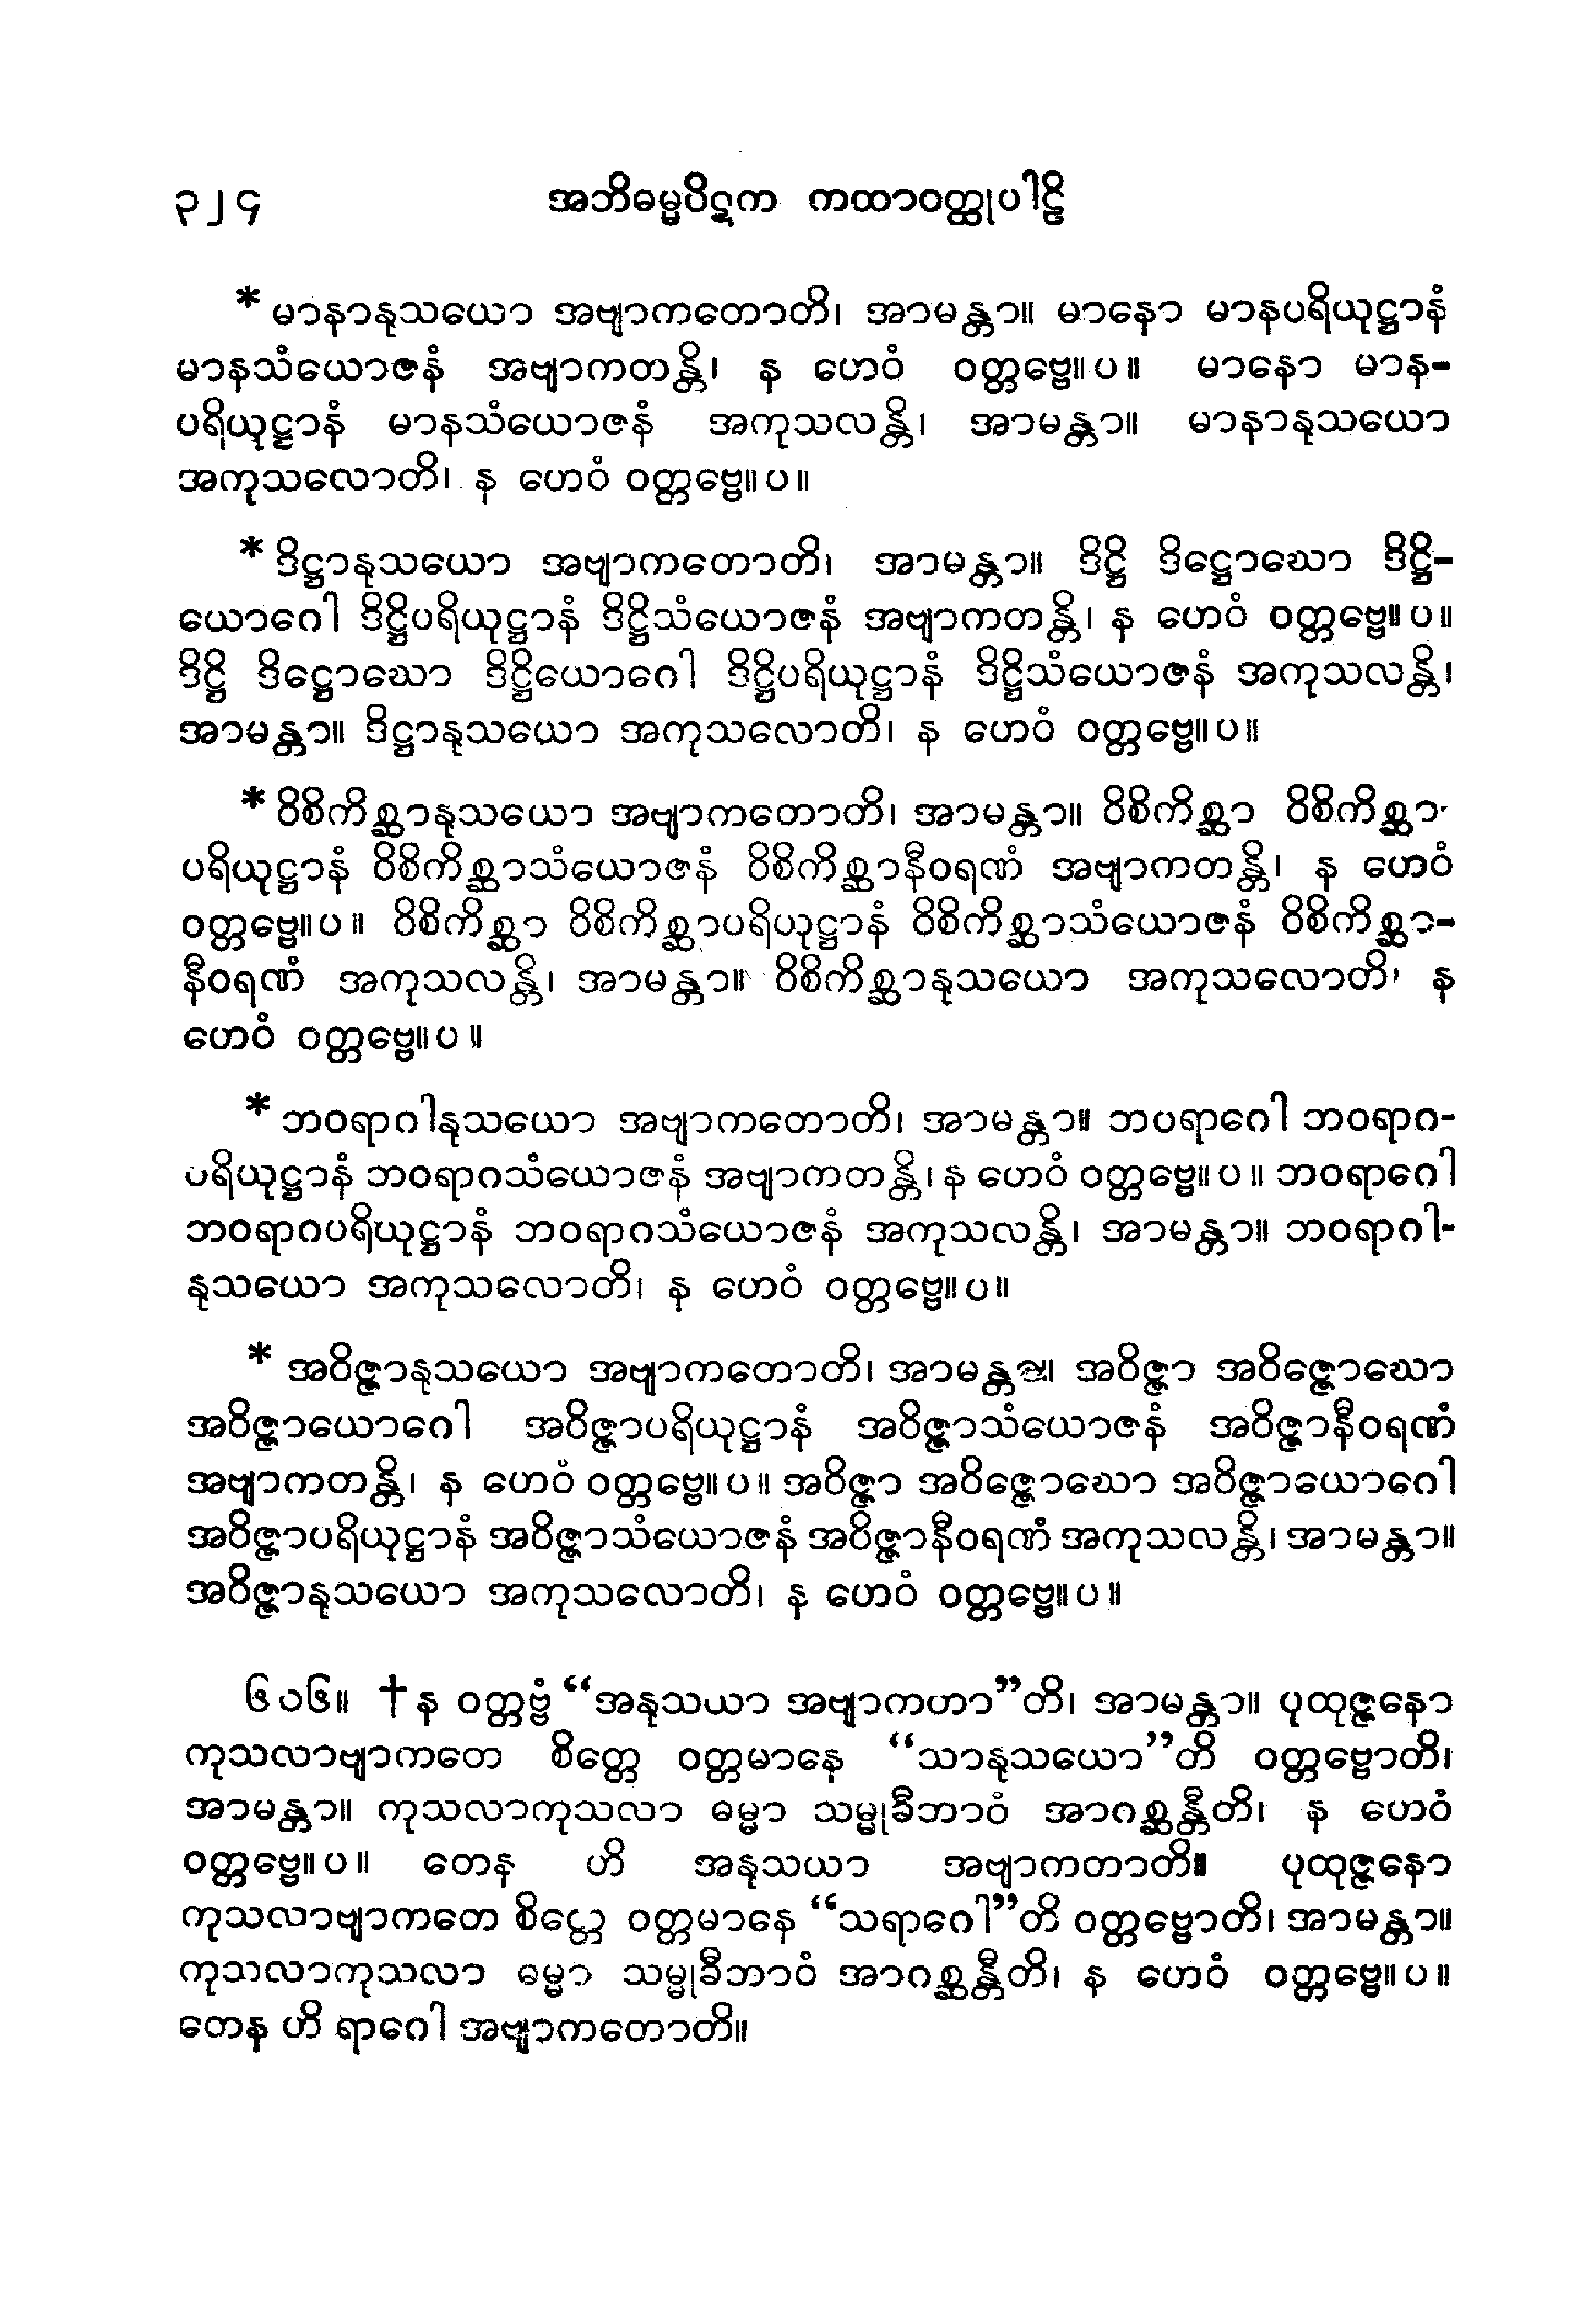 ၃၂၄ အဘိဓမ္မပိဋက ကထာဝတ္ထုပါဠိ
* မာနာနုသယော အဗျာကတောတိ၊ အာမန္တာ။ မာနော မာနပရိယုဋ္ဌာနံ
မာနသံယောဇနံ အဗျာကတန္တိ၊ န ဟေဝံ ဝတ္တဗ္ဗေ။ပ။ မာနော မာန-
ပရိယုဋ္ဌာနံ မာနသံယောဇနံ အကုသလန္တိ၊ အာမန္တာ။ မာနာနုသယော
အကုသလောတိ၊ န ဟေဝံ ဝတ္တဗ္ဗေ။ပ။
* ဒိဋ္ဌာနုသယော အဗျာကတောတိ၊ အာမန္တာ။ ဒိဋ္ဌိ ဒိဋ္ဌောဃော ဒိဋ္ဌိ-
ယောဂေါ ဒိဋ္ဌိပရိယုဋ္ဌာနံ ဒိဋ္ဌိသံယောဇနံ အဗျာကတန္တိ၊ န ဟေဝံ ဝတ္တဗ္ဗေ။ပ။
ဒိဋ္ဌိ ဒိဋ္ဌောဃော ဒိဋ္ဌိယောဂေါ ဒိဋ္ဌိပရိယုဋ္ဌာနံ ဒိဋ္ဌိသံယောဇနံ အကုသလန္တိ၊
အာမန္တာ။ ဒိဋ္ဌာနုသယော အကုသလောတိ၊ န ဟေဝံ ဝတ္တဗ္ဗေ။ပ။
* ဝိစိကိစ္ဆာနုသယော အဗျာကတောတိ၊ အာမန္တာ။ ဝိစိကိစ္ဆာ ဝိစိကိစ္ဆာ-
ပရိယုဋ္ဌာနံ ဝိစိကိစ္ဆာသံယောဇနံ ဝိစိကိစ္ဆာနီဝရဏံ အဗျာကတန္တိ၊ န ဟေဝံ
ဝတ္တဗ္ဗေ။ပ။ ဝိစိကိစ္ဆာ ဝိစိကိစ္ဆာပရိယုဋ္ဌာနံ ဝိစိကိစ္ဆာသံယောဇနံ ဝိစိကိစ္ဆာ-
နီဝရဏံ အကုသလန္တိ၊ အာမန္တာ။ ဝိစိကိစ္ဆာနုသယော အကုသလောတိ၊ န
ဟေဝံ ဝတ္တဗ္ဗေ။ပ။
* ဘဝရာဂါနုသယော အဗျာကတောတိ၊ အာမန္တာ။ ဘပရာဂေါ ဘဝရာဂ-
ပရိယုဋ္ဌာနံ ဘဝရာဂသံယောဇနံ အဗျာကတန္တိ၊ န ဟေဝံ ဝတ္တဗ္ဗေ။ပ။ ဘဝရာဂေါ
ဘဝရာဂပရိယုဋ္ဌာနံ ဘဝရာဂသံယောဇနံ အကုသလန္တိ၊ အာမန္တာ။ ဘဝရာဂါ-
နုသယော အကုသလောတိ၊ န ဟေဝံ ဝတ္တဗ္ဗေ။ပ။
* အဝိဇ္ဇာနုသယော အဗျာကတောတိ၊ အာမန္တာ။ အဝိဇ္ဇာ အဝိဇ္ဇောဃော
အဝိဇ္ဇာယောဂေါ အဝိဇ္ဇာပရိယုဋ္ဌာနံ အဝိဇ္ဇာသံယောဇနံ အဝိဇ္ဇာနီဝရဏံ
အဗျာကတန္တိ၊ န ဟေဝံ ဝတ္တဗ္ဗေ။ပ။ အဝိဇ္ဇာ အဝိဇ္ဇောဃော အဝိဇ္ဇာယောဂေါ
အဝိဇ္ဇာပရိယုဋ္ဌာနံ အဝိဇ္ဇာသံယောဇနံ အဝိဇ္ဇာနီဝရဏံ အကုသလန္တိ၊ အာမန္တာ။
အဝိဇ္ဇာနုသယော အကုသလောတိ၊ န ဟေဝံ ဝတ္တဗ္ဗေ။ပ။
၆၀၆။ †န ဝတ္တဗ္ဗံ “အနုသယာ အဗျာကတာ”တိ၊ အာမန္တာ။ ပုထုဇ္ဇနော
ကုသလာဗျာကတေ စိတ္တေ ဝတ္တမာနေ “သာနုသယော”တိ ဝတ္တဗ္ဗောတိ၊
အာမန္တာ။ ကုသလာကုသလာ ဓမ္မာ သမ္မုခီဘာဝံ အာဂစ္ဆန္တီတိ၊ န ဟေဝံ
ဝတ္တဗ္ဗေ။ပ။ တေန ဟိ အနုသယာ အဗျာကတာတိ။ ပုထုဇ္ဇနော
ကုသလာဗျာကတေ စိတ္တေ ဝတ္တမာနေ “သရာဂေါ”တိ ဝတ္တဗ္ဗောတိ၊ အာမန္တာ။
ကုသလာကုသလာ ဓမ္မာ သမ္မုခီဘာဝံ အာဂစ္ဆန္တီတိ၊ န ဟေဝံ ဝတ္တဗ္ဗေ။ပ။
တေန ဟိ ရာဂေါ အဗျာကတောတိ။